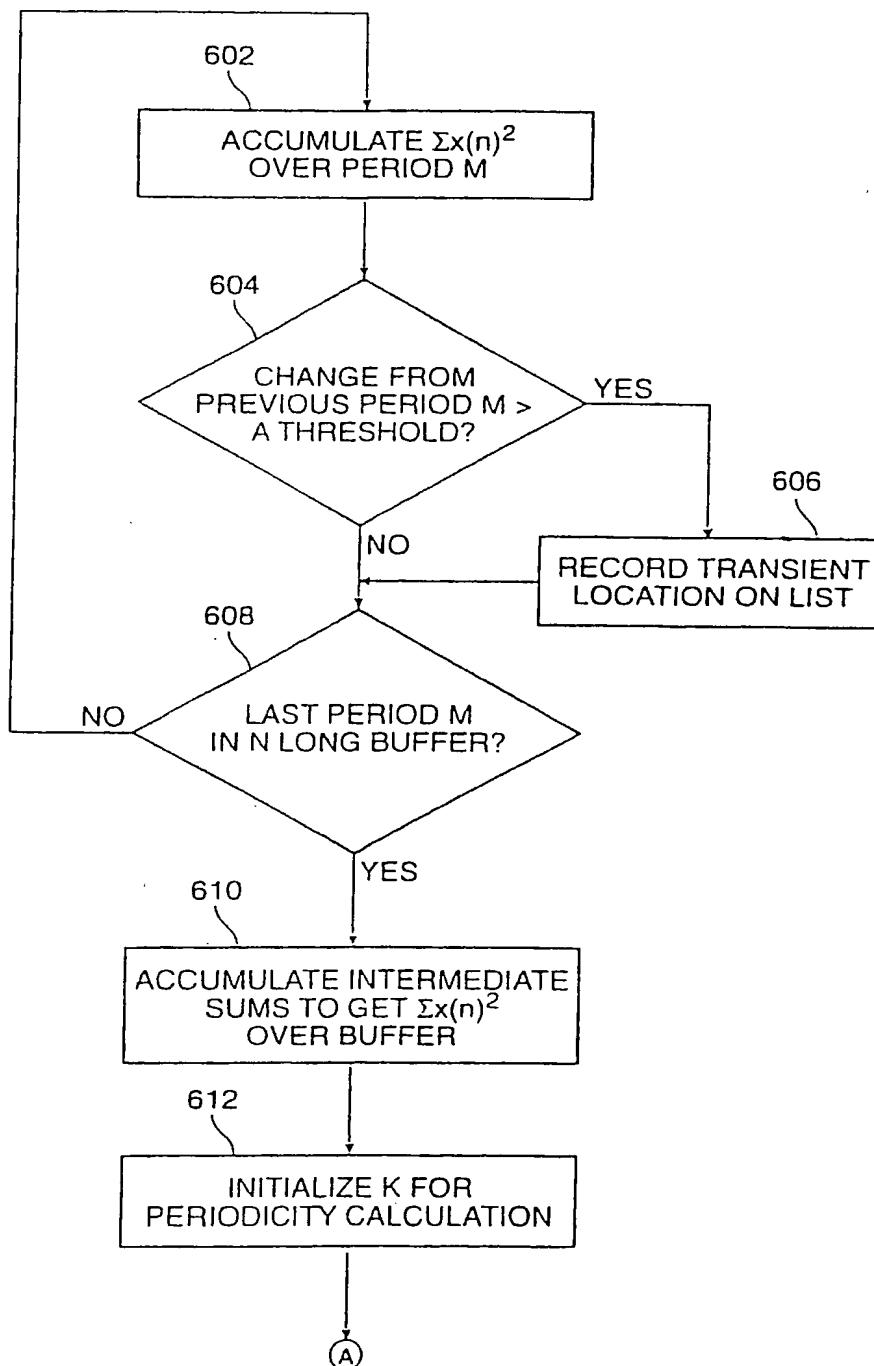 602
ACCUMULATE Σx(n)²
OVER PERIOD M
604
CHANGE FROM
PREVIOUS PERIOD M >
A THRESHOLD?
YES
606
NO
RECORD TRANSIENT
LOCATION ON LIST
608
NO
LAST PERIOD M
IN N LONG BUFFER?
YES
610
ACCUMULATE INTERMEDIATE
SUMS TO GET Σx(n)²
OVER BUFFER
612
INITIALIZE K FOR
PERIODICITY CALCULATION
A